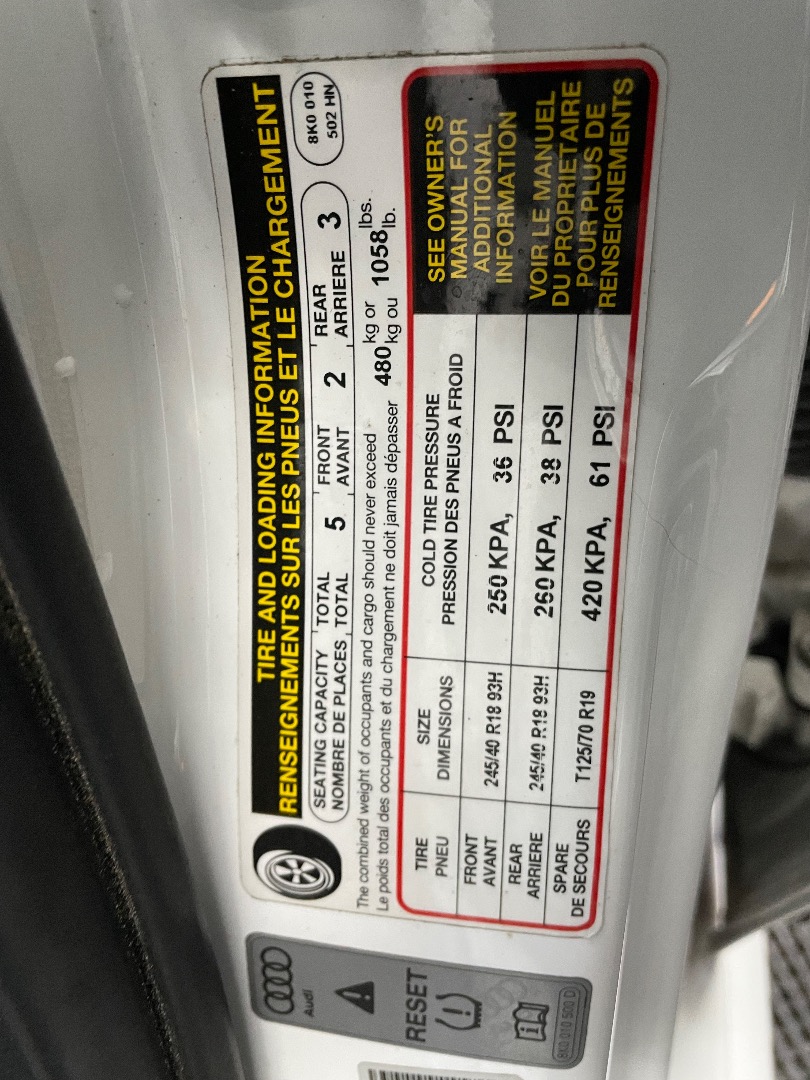 TIRE AND LOADING INFORMATION
RENSEIGNEMENTS SUR LES PNEUS ET LE CHARGEMENT
SEATING CAPACITY TOTAL 5 FRONT 2 REAR 3
NOMBRE DE PLACES TOTAL AVANT ARRIERE
8K0 010
502 HN
The combined weight of occupants and cargo should never exceed 480 kg or 1058 lbs.
Le poids total des occupants et du chargement ne doit jamais dépasser kg ou lb.
TIRE SIZE COLD TIRE PRESSURE
PNEU DIMENSIONS PRESSION DES PNEUS A FROID
FRONT
AVANT 245/40 R18 93H 250 KPA, 36 PSI
REAR
ARRIERE 245/40 R18 93H 260 KPA, 38 PSI
SPARE
DE SECOURS T125/70 R19 420 KPA, 61 PSI
SEE OWNER'S
MANUAL FOR
ADDITIONAL
INFORMATION
VOIR LE MANUEL
DU PROPRIETAIRE
POUR PLUS DE
RENSEIGNEMENTS
Audi
RESET
8K0 010 500 D